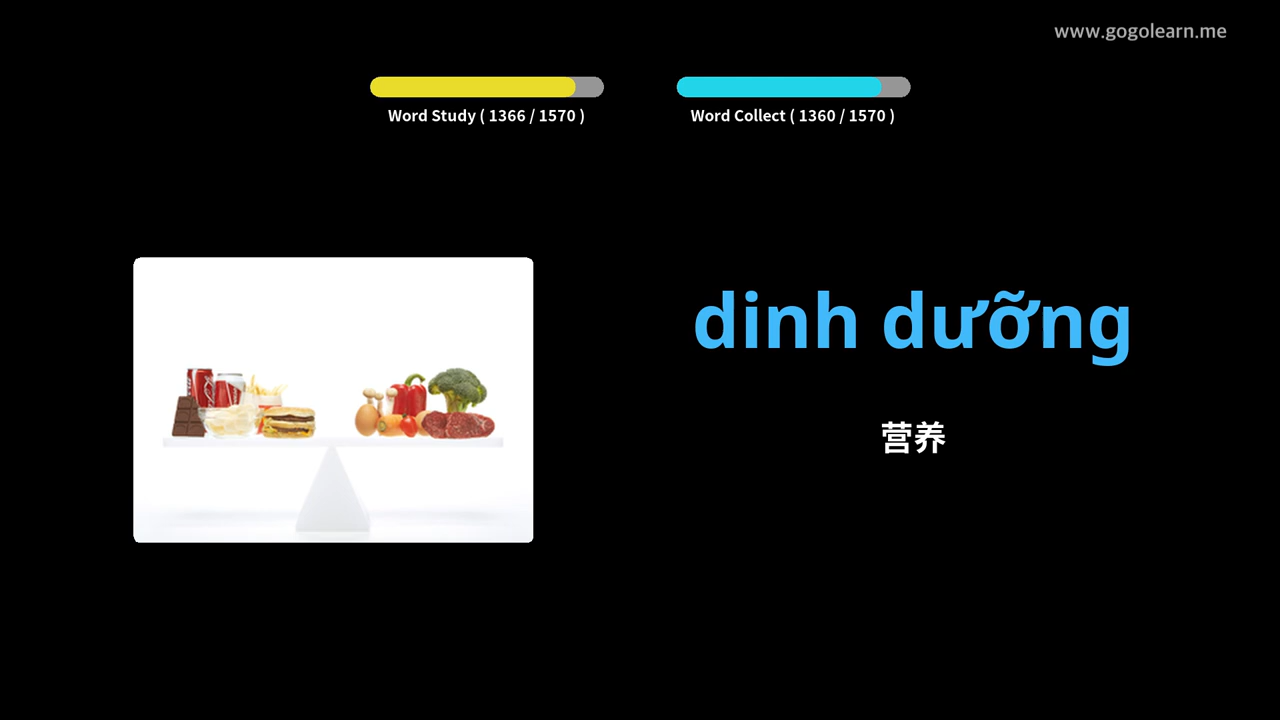 www.gogolearn.me
Word Study ( 1366 / 1570 )
Word Collect ( 1360 / 1570 )
dinh dưỡng
营养